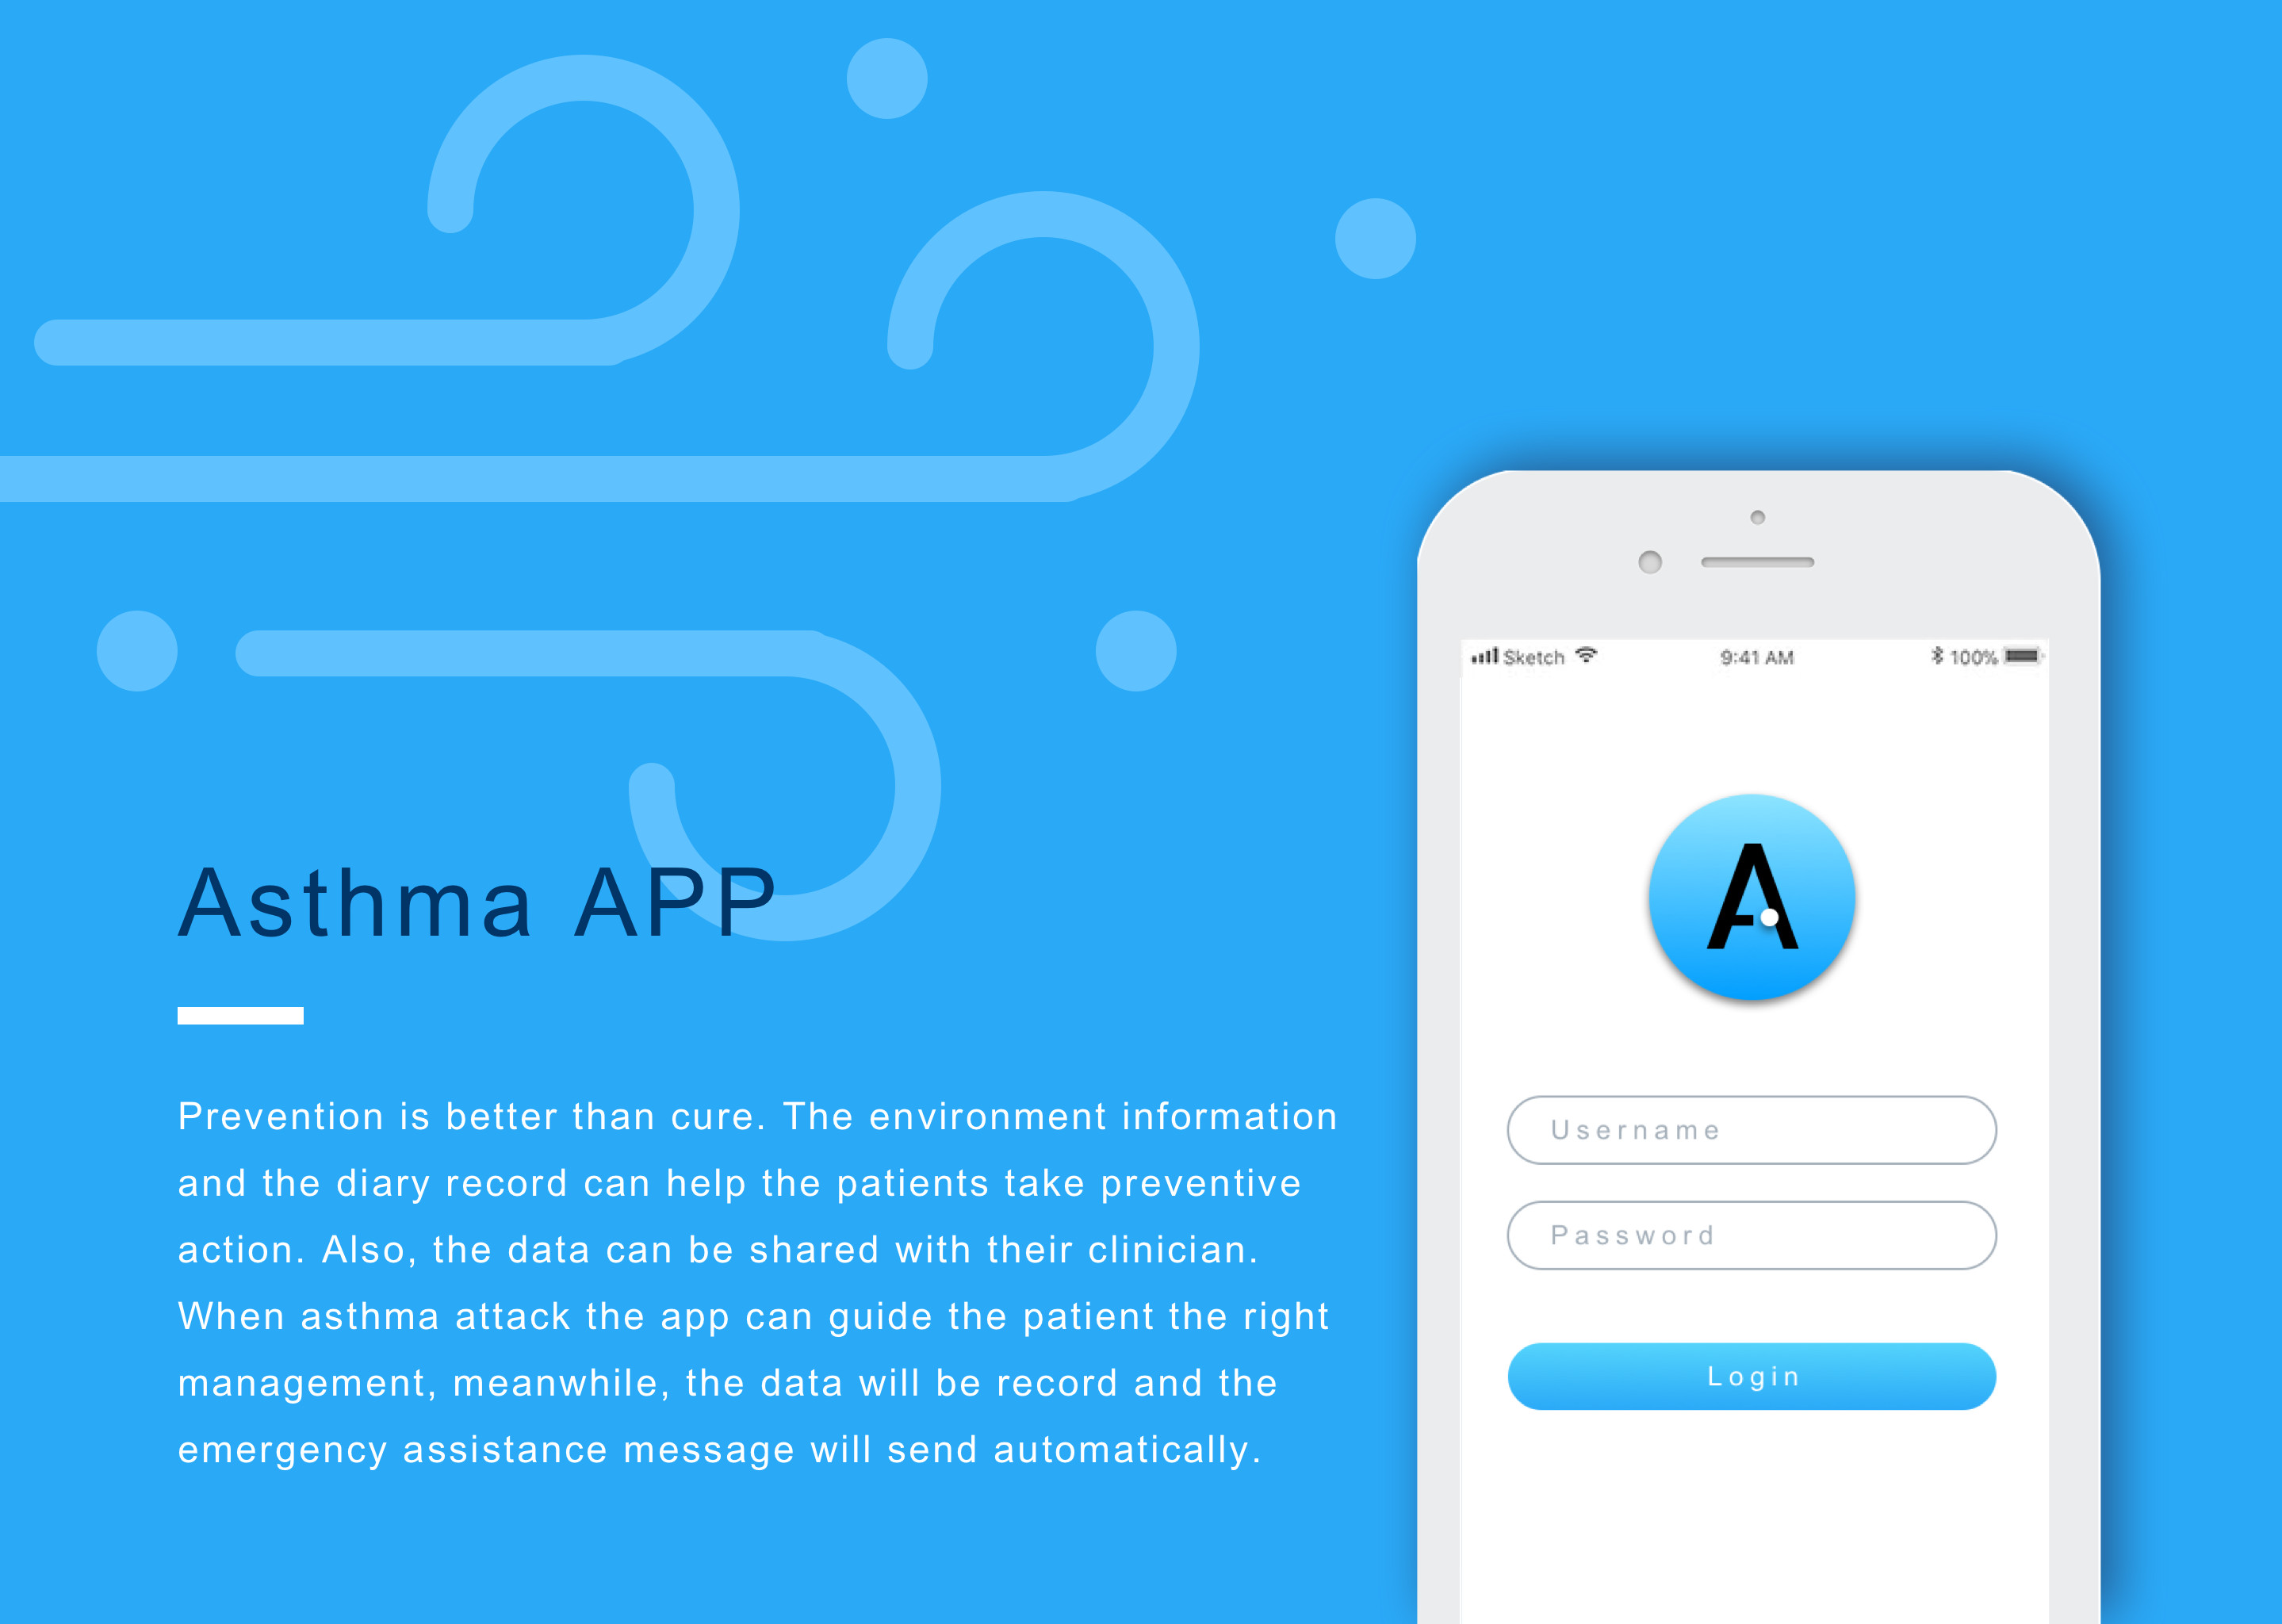 Asthma APP
Prevention is better than cure. The environment information
and the diary record can help the patients take preventive
action. Also, the data can be shared with their clinician.
When asthma attack the app can guide the patient the right
management, meanwhile, the data will be record and the
emergency assistance message will send automatically.
Sketch 9:41 AM 100%
A
Username
Password
Login